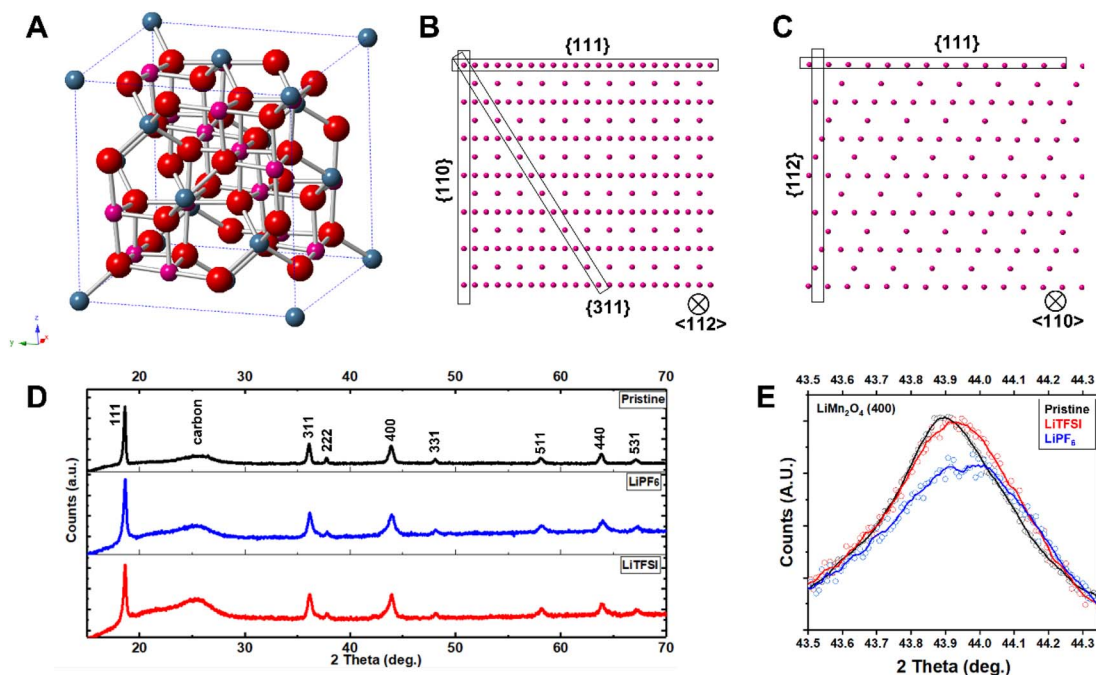 A
z
y
x
B
{111}
{110}
{311}
<112>
C
{111}
{112}
<110>
D
20 30 40 50 60 70
Pristine
111
carbon
311
222
400
331
511
440
531
LiPF₆
LiTFSI
Counts (a.u.)
20 30 40 50 60 70
2 Theta (deg.)
E
43.5 43.6 43.7 43.8 43.9 44.0 44.1 44.2 44.3
LiMn₂O₄ (400)
Pristine
LiTFSI
LiPF₆
Counts (A.U.)
43.5 43.6 43.7 43.8 43.9 44.0 44.1 44.2 44.3
2 Theta (deg.)